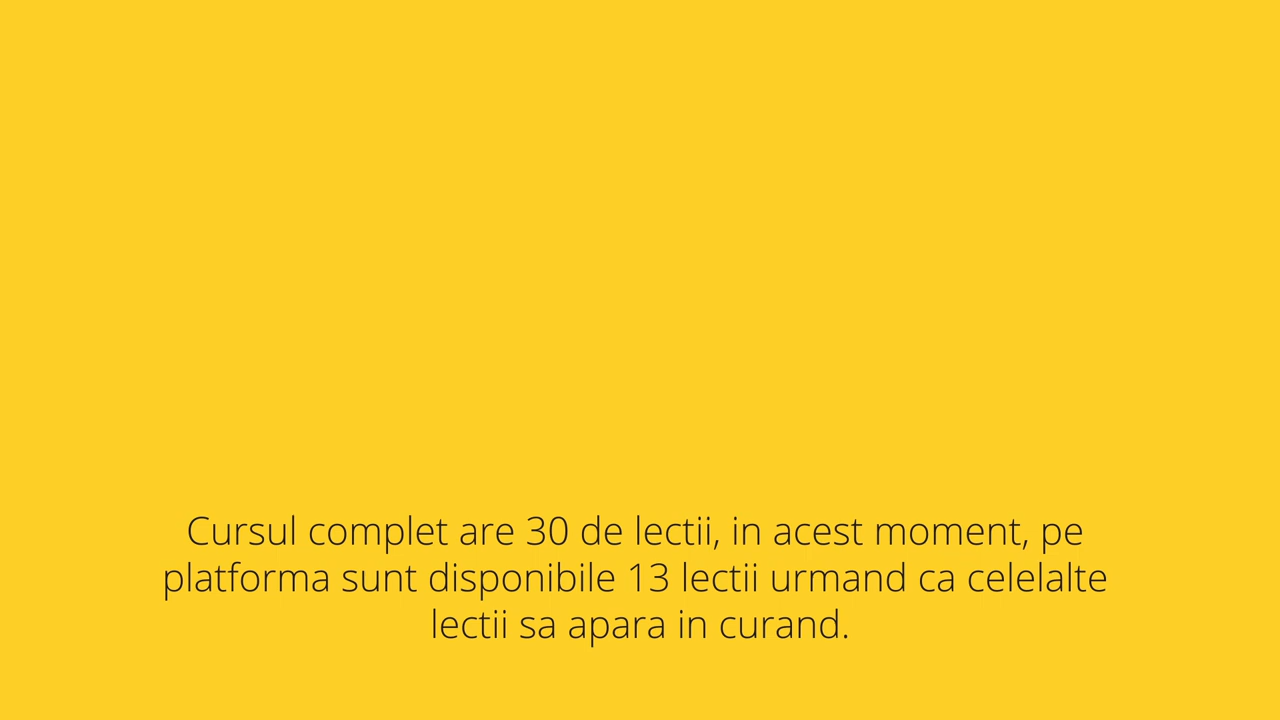 Cursul complet are 30 de lectii, in acest moment, pe
platforma sunt disponibile 13 lectii urmand ca celelalte
lectii sa apara in curand.